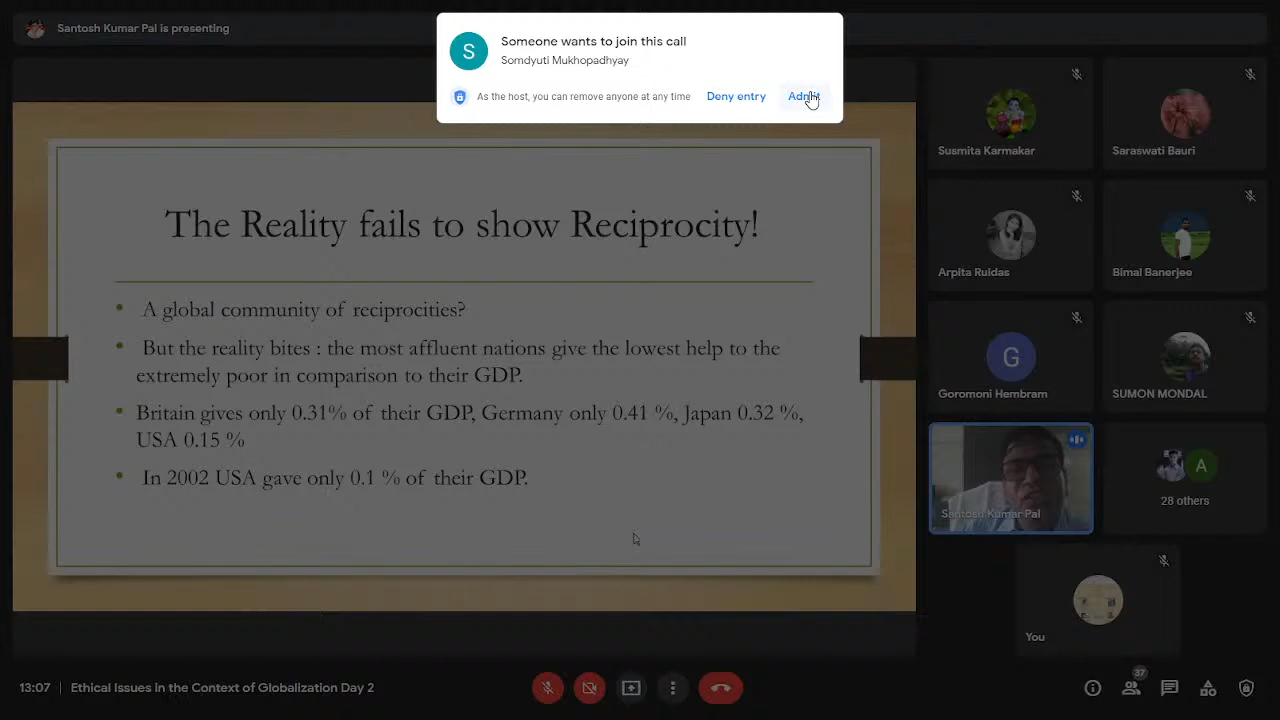 Santosh Kumar Pal is presenting
Someone wants to join this call
S
Somdyuti Mukhopadhyay
As the host, you can remove anyone at any time
Deny entry
Admit
The Reality fails to show Reciprocity!
• A global community of reciprocities?
• But the reality bites : the most affluent nations give the lowest help to the
extremely poor in comparison to their GDP.
• Britain gives only 0.31% of their GDP, Germany only 0.41 %, Japan 0.32 %,
USA 0.15 %
• In 2002 USA gave only 0.1 % of their GDP.
Susmita Karmakar
Saraswati Bauri
Arpita Ruidas
Bimal Banerjee
G
Goromoni Hembram
SUMON MONDAL
Santosh Kumar Pal
A
28 others
You
13:07
Ethical Issues in the Context of Globalization Day 2
37